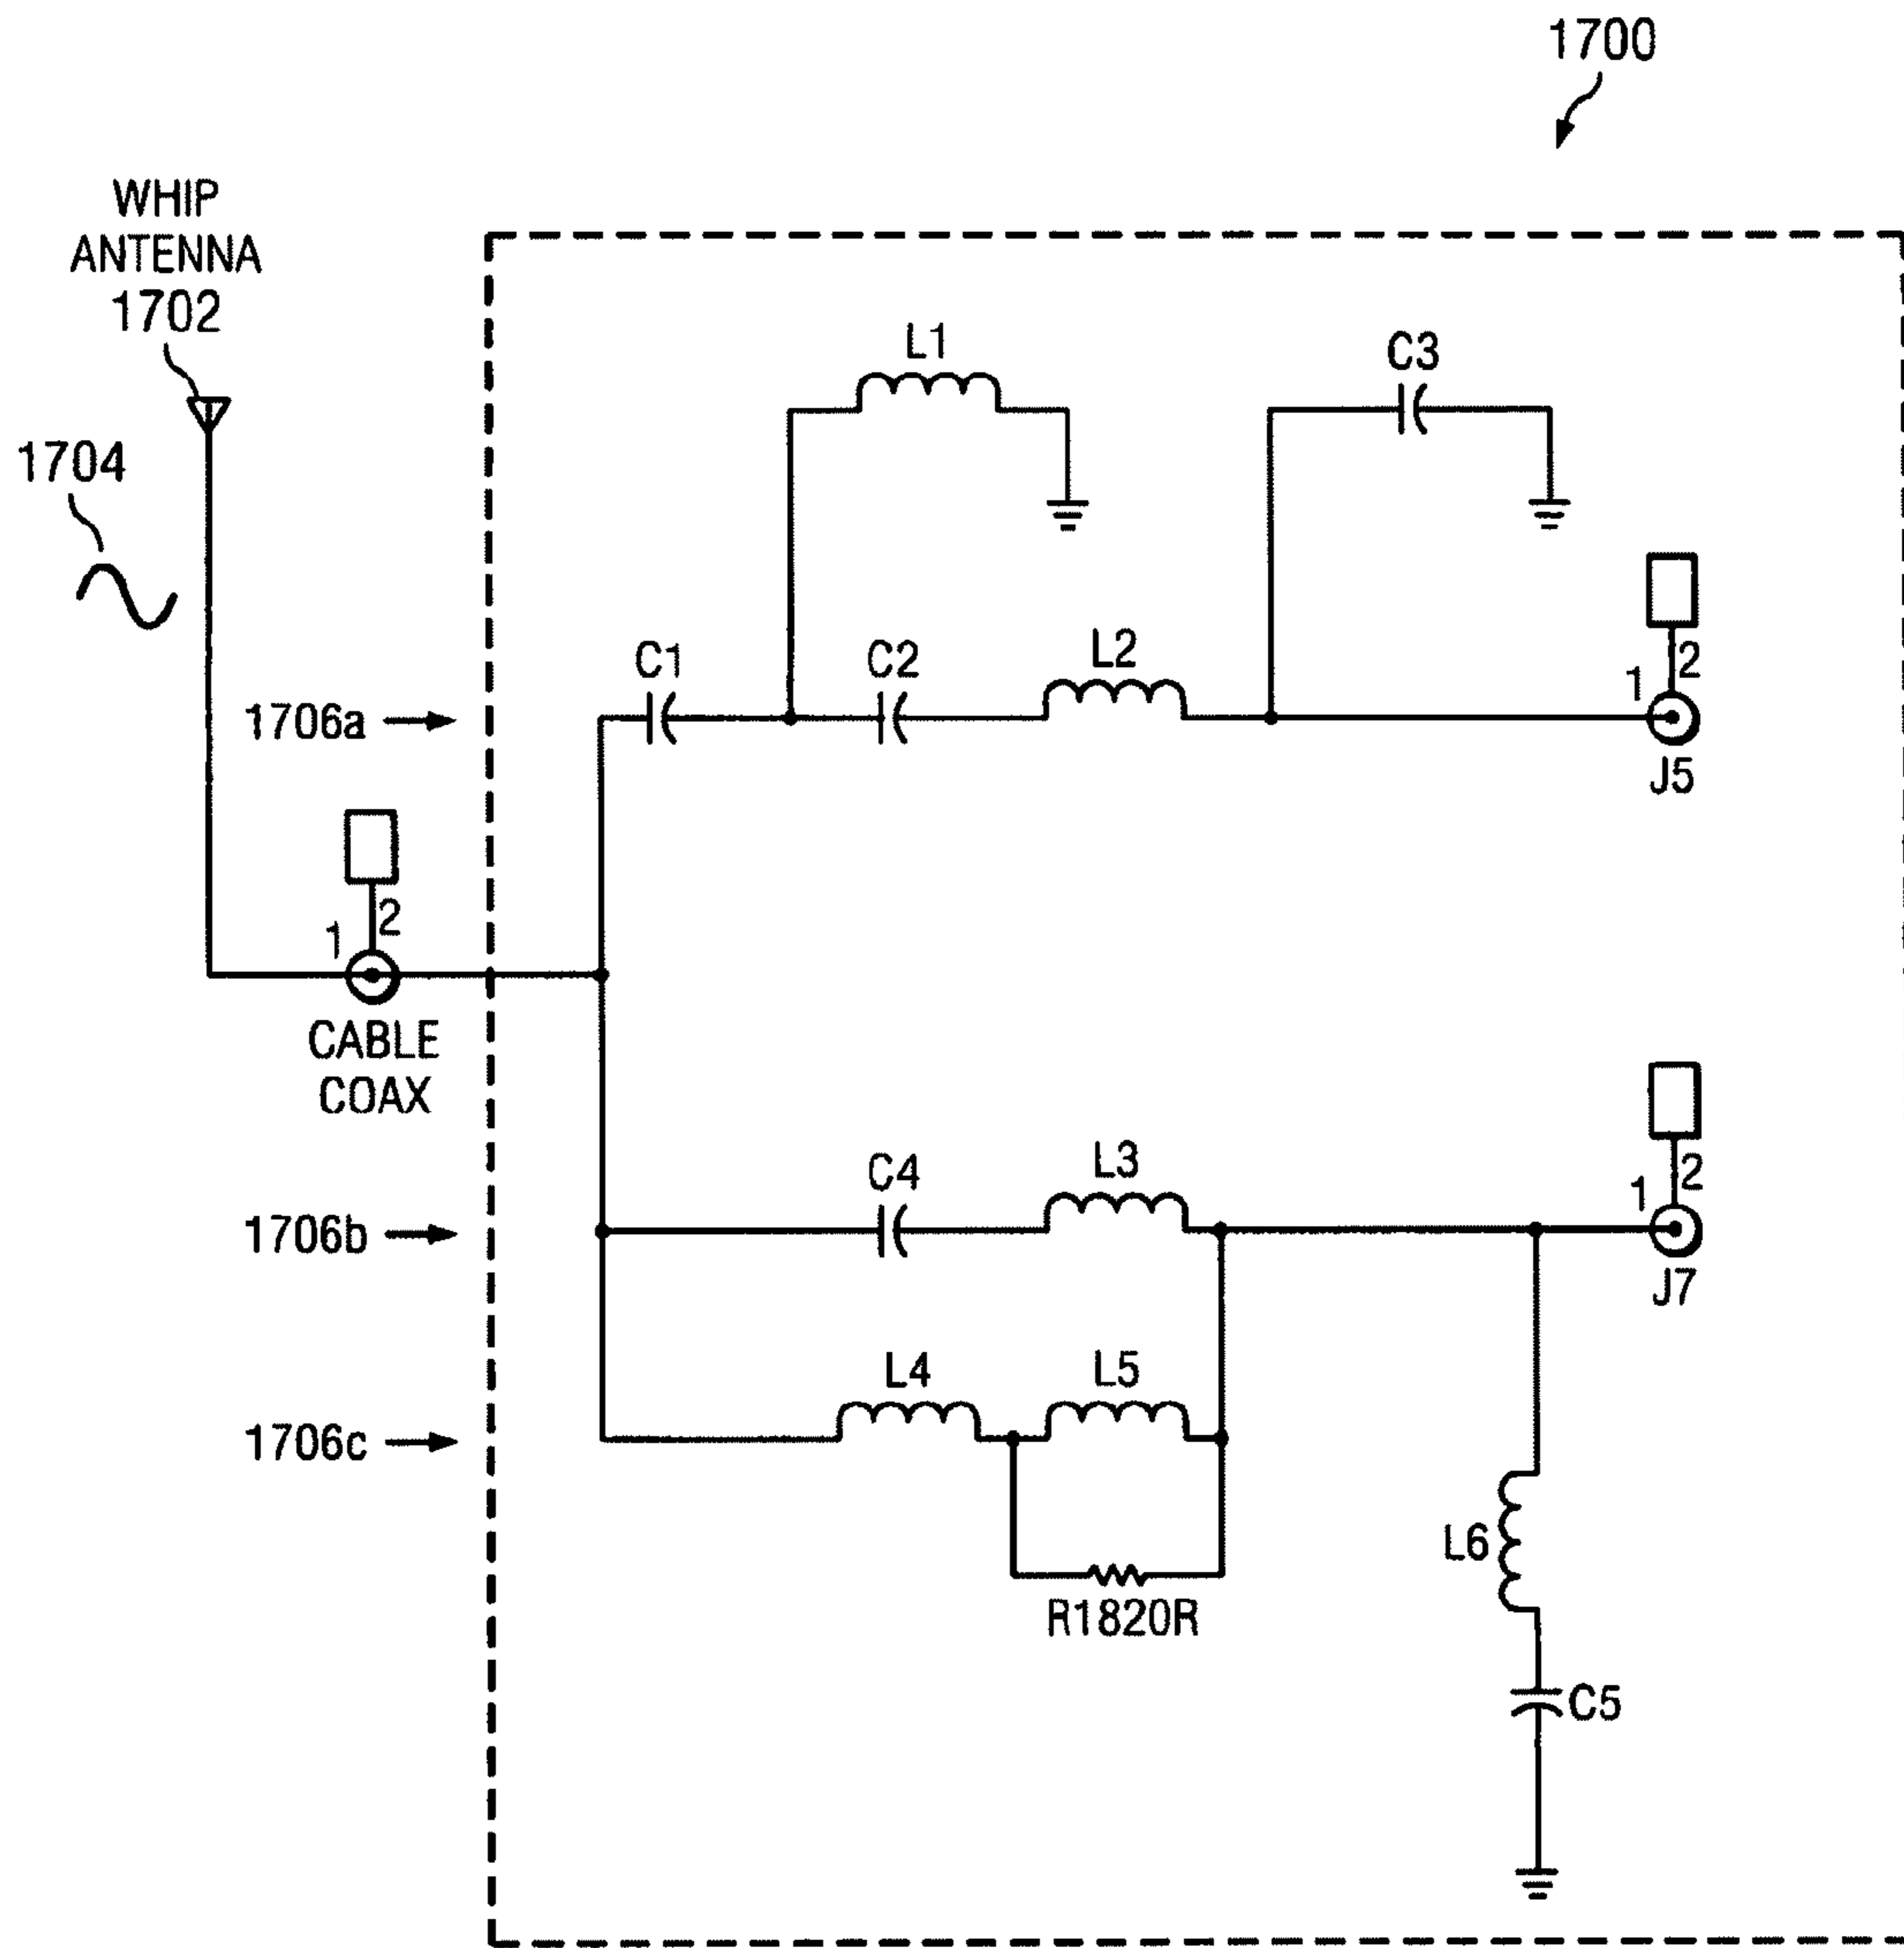 1700
WHIP
ANTENNA
1702
1704
L1
C3
C1
C2
L2
1
2
J5
1706a
1
2
CABLE
COAX
C4
L3
1
2
J7
1706b
L4
L5
1706c
R1820R
L6
C5